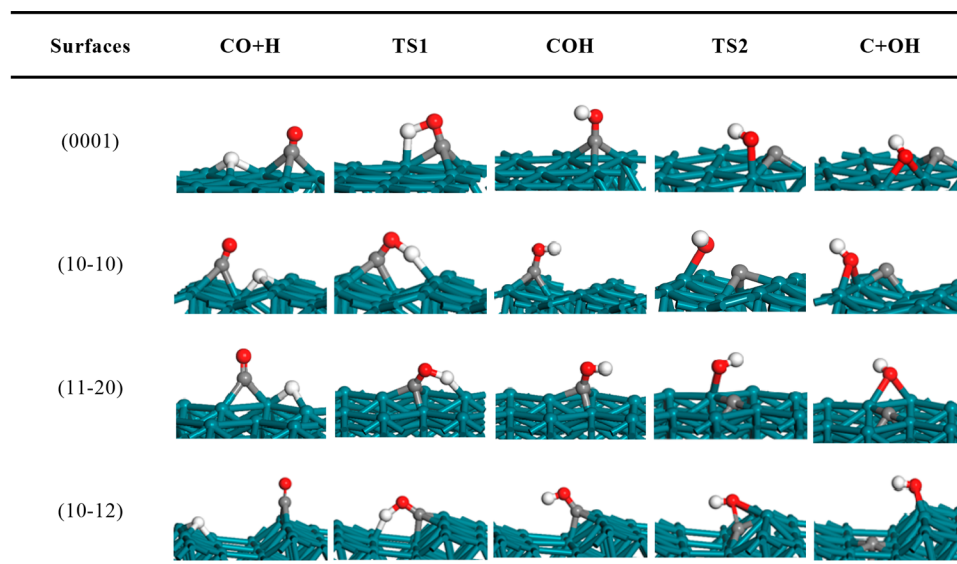 Surfaces CO+H TS1 COH TS2 C+OH
(0001)
(10-10)
(11-20)
(10-12)